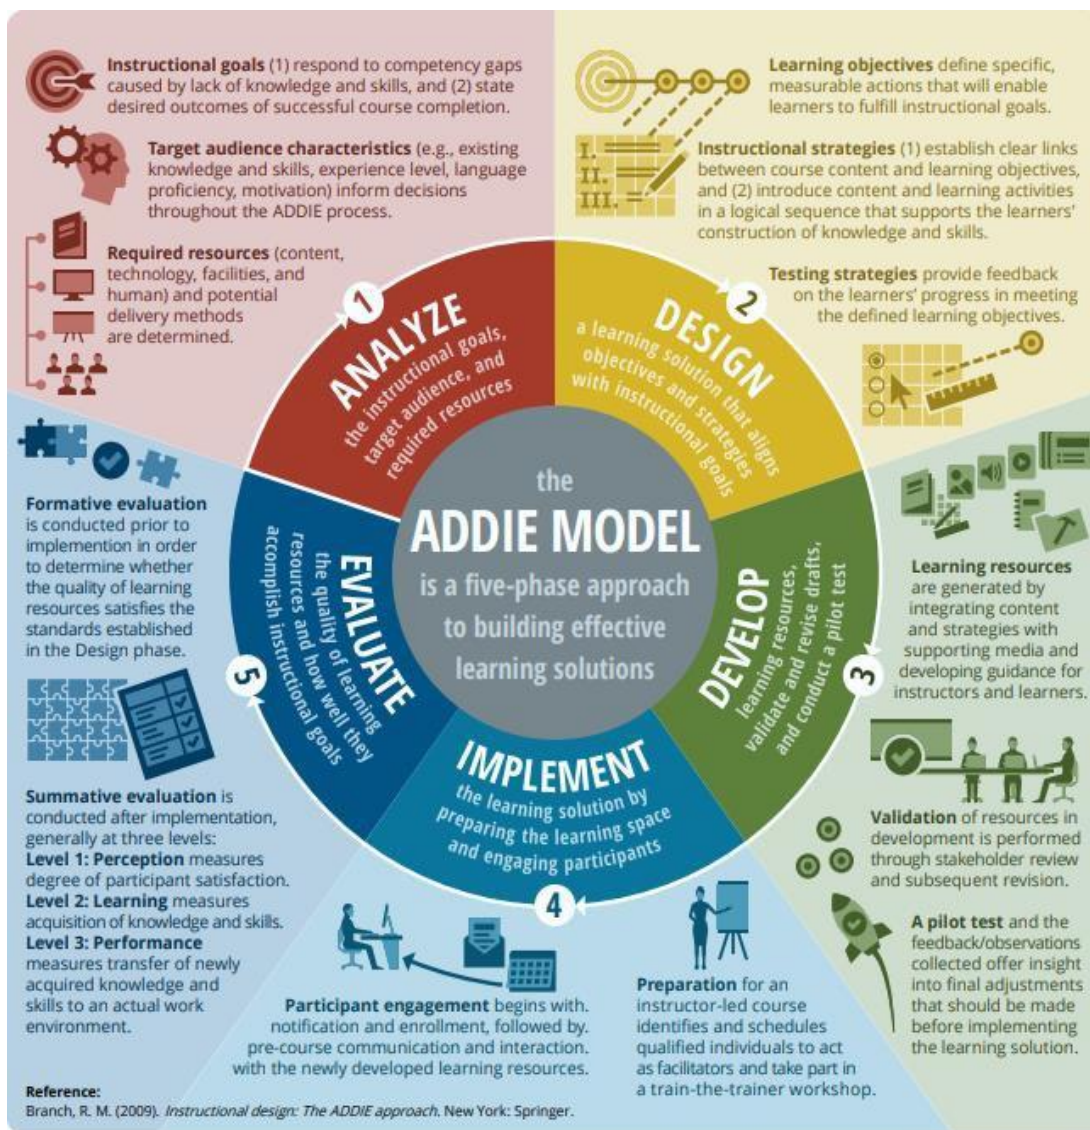 Instructional goals (1) respond to competency gaps
caused by lack of knowledge and skills, and (2) state
desired outcomes of successful course completion.
Target audience characteristics (e.g., existing
knowledge and skills, experience level, language
proficiency, motivation) inform decisions
throughout the ADDIE process.
Required resources (content,
technology, facilities, and
human) and potential
delivery methods
are determined.
Learning objectives define specific,
measurable actions that will enable
learners to fulfill instructional goals.
I.
II.
III.
Instructional strategies (1) establish clear links
between course content and learning objectives,
and (2) introduce content and learning activities
in a logical sequence that supports the learners'
construction of knowledge and skills.
Testing strategies provide feedback
on the learners' progress in meeting
the defined learning objectives.
1
ANALYZE
the instructional goals,
target audience, and
required resources
2
DESIGN
a learning solution that aligns
objectives and strategies
with instructional goals
the
ADDIE MODEL
is a five-phase approach
to building effective
learning solutions
3
DEVELOP
learning resources,
validate and revise drafts,
and conduct a pilot test
Learning resources
are generated by
integrating content
and strategies with
supporting media and
developing guidance for
instructors and learners.
Validation of resources in
development is performed
through stakeholder review
and subsequent revision.
A pilot test and the
feedback/observations
collected offer insight
into final adjustments
that should be made
before implementing
the learning solution.
IMPLEMENT
the learning solution by
preparing the learning space
and engaging participants
4
Participant engagement begins with.
notification and enrollment, followed by.
pre-course communication and interaction.
with the newly developed learning resources.
Preparation for an
instructor-led course
identifies and schedules
qualified individuals to act
as facilitators and take part in
a train-the-trainer workshop.
5
EVALUATE
the quality of learning
resources and how well they
accomplish instructional goals
Formative evaluation
is conducted prior to
implemention in order
to determine whether
the quality of learning
resources satisfies the
standards established
in the Design phase.
Summative evaluation is
conducted after implementation,
generally at three levels:
Level 1: Perception measures
degree of participant satisfaction.
Level 2: Learning measures
acquisition of knowledge and skills.
Level 3: Performance
measures transfer of newly
acquired knowledge and
skills to an actual work
environment.
Reference:
Branch, R. M. (2009). Instructional design: The ADDIE approach. New York: Springer.